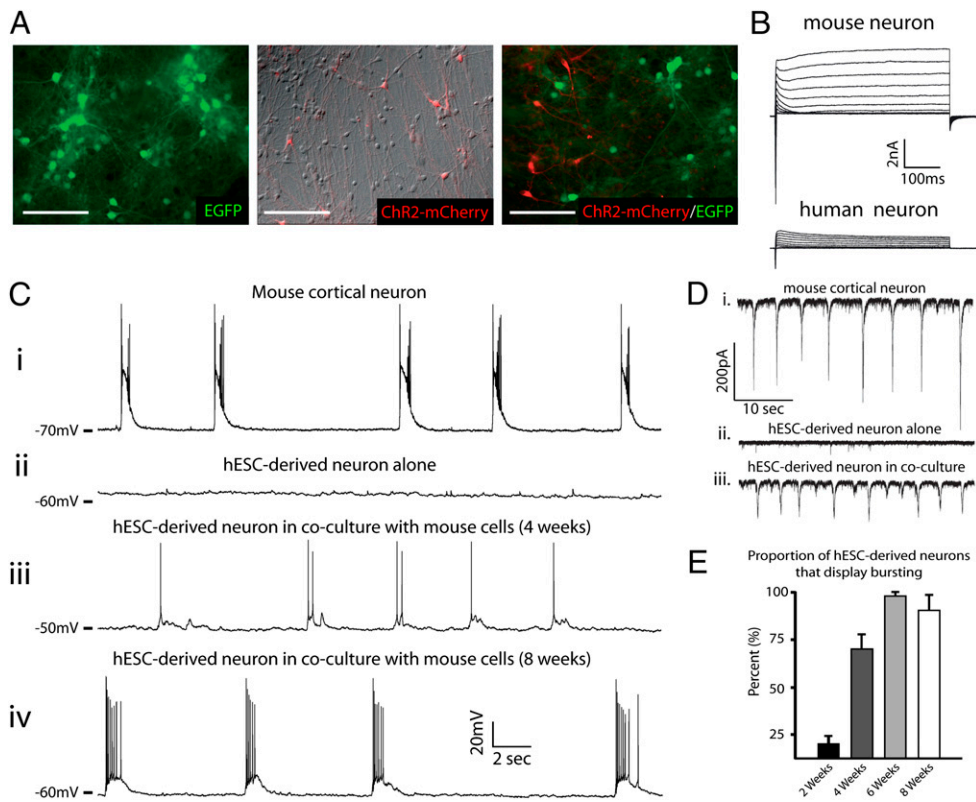 A
EGFP
ChR2-mCherry
ChR2-mCherry/EGFP
B
mouse neuron
2nA
100ms
human neuron
C
Mouse cortical neuron
i
-70mV
ii
hESC-derived neuron alone
-60mV
hESC-derived neuron in co-culture with mouse cells (4 weeks)
iii
-50mV
hESC-derived neuron in co-culture with mouse cells (8 weeks)
iv
20mV
2 sec
-60mV
D
mouse cortical neuron
i.
200pA
10 sec
hESC-derived neuron alone
ii.
hESC-derived neuron in co-culture
iii.
E
Proportion of hESC-derived neurons
that display bursting
Percent (%)
100
75
50
25
2 Weeks
4 Weeks
6 Weeks
8 Weeks